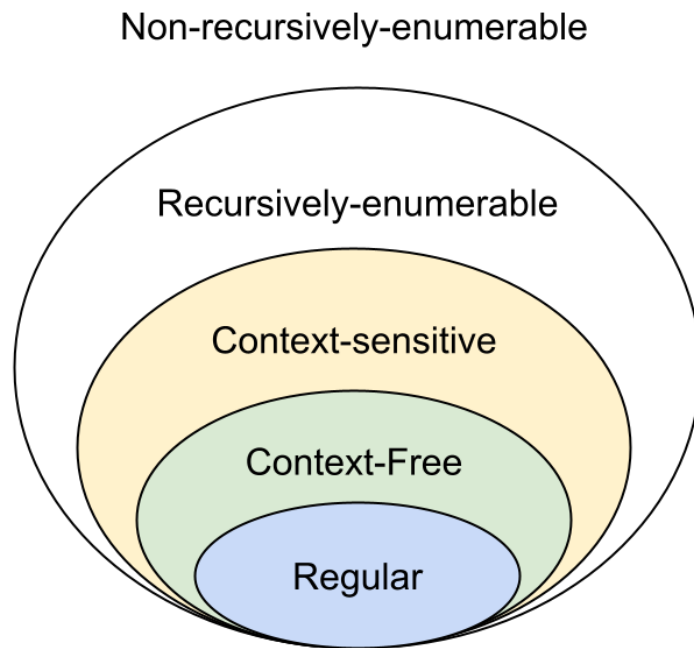 Non-recursively-enumerable
Recursively-enumerable
Context-sensitive
Context-Free
Regular